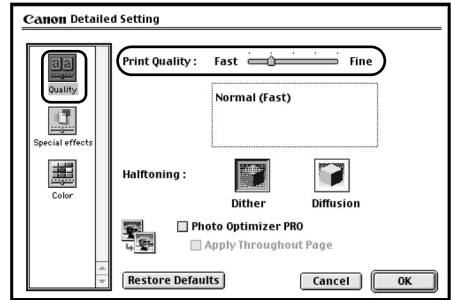 Canon Detailed Setting
Quality
Special effects
Color
Print Quality : Fast Fine
Normal (Fast)
Halftoning :
Dither Diffusion
Photo Optimizer PRO
Apply Throughout Page
Restore Defaults Cancel OK